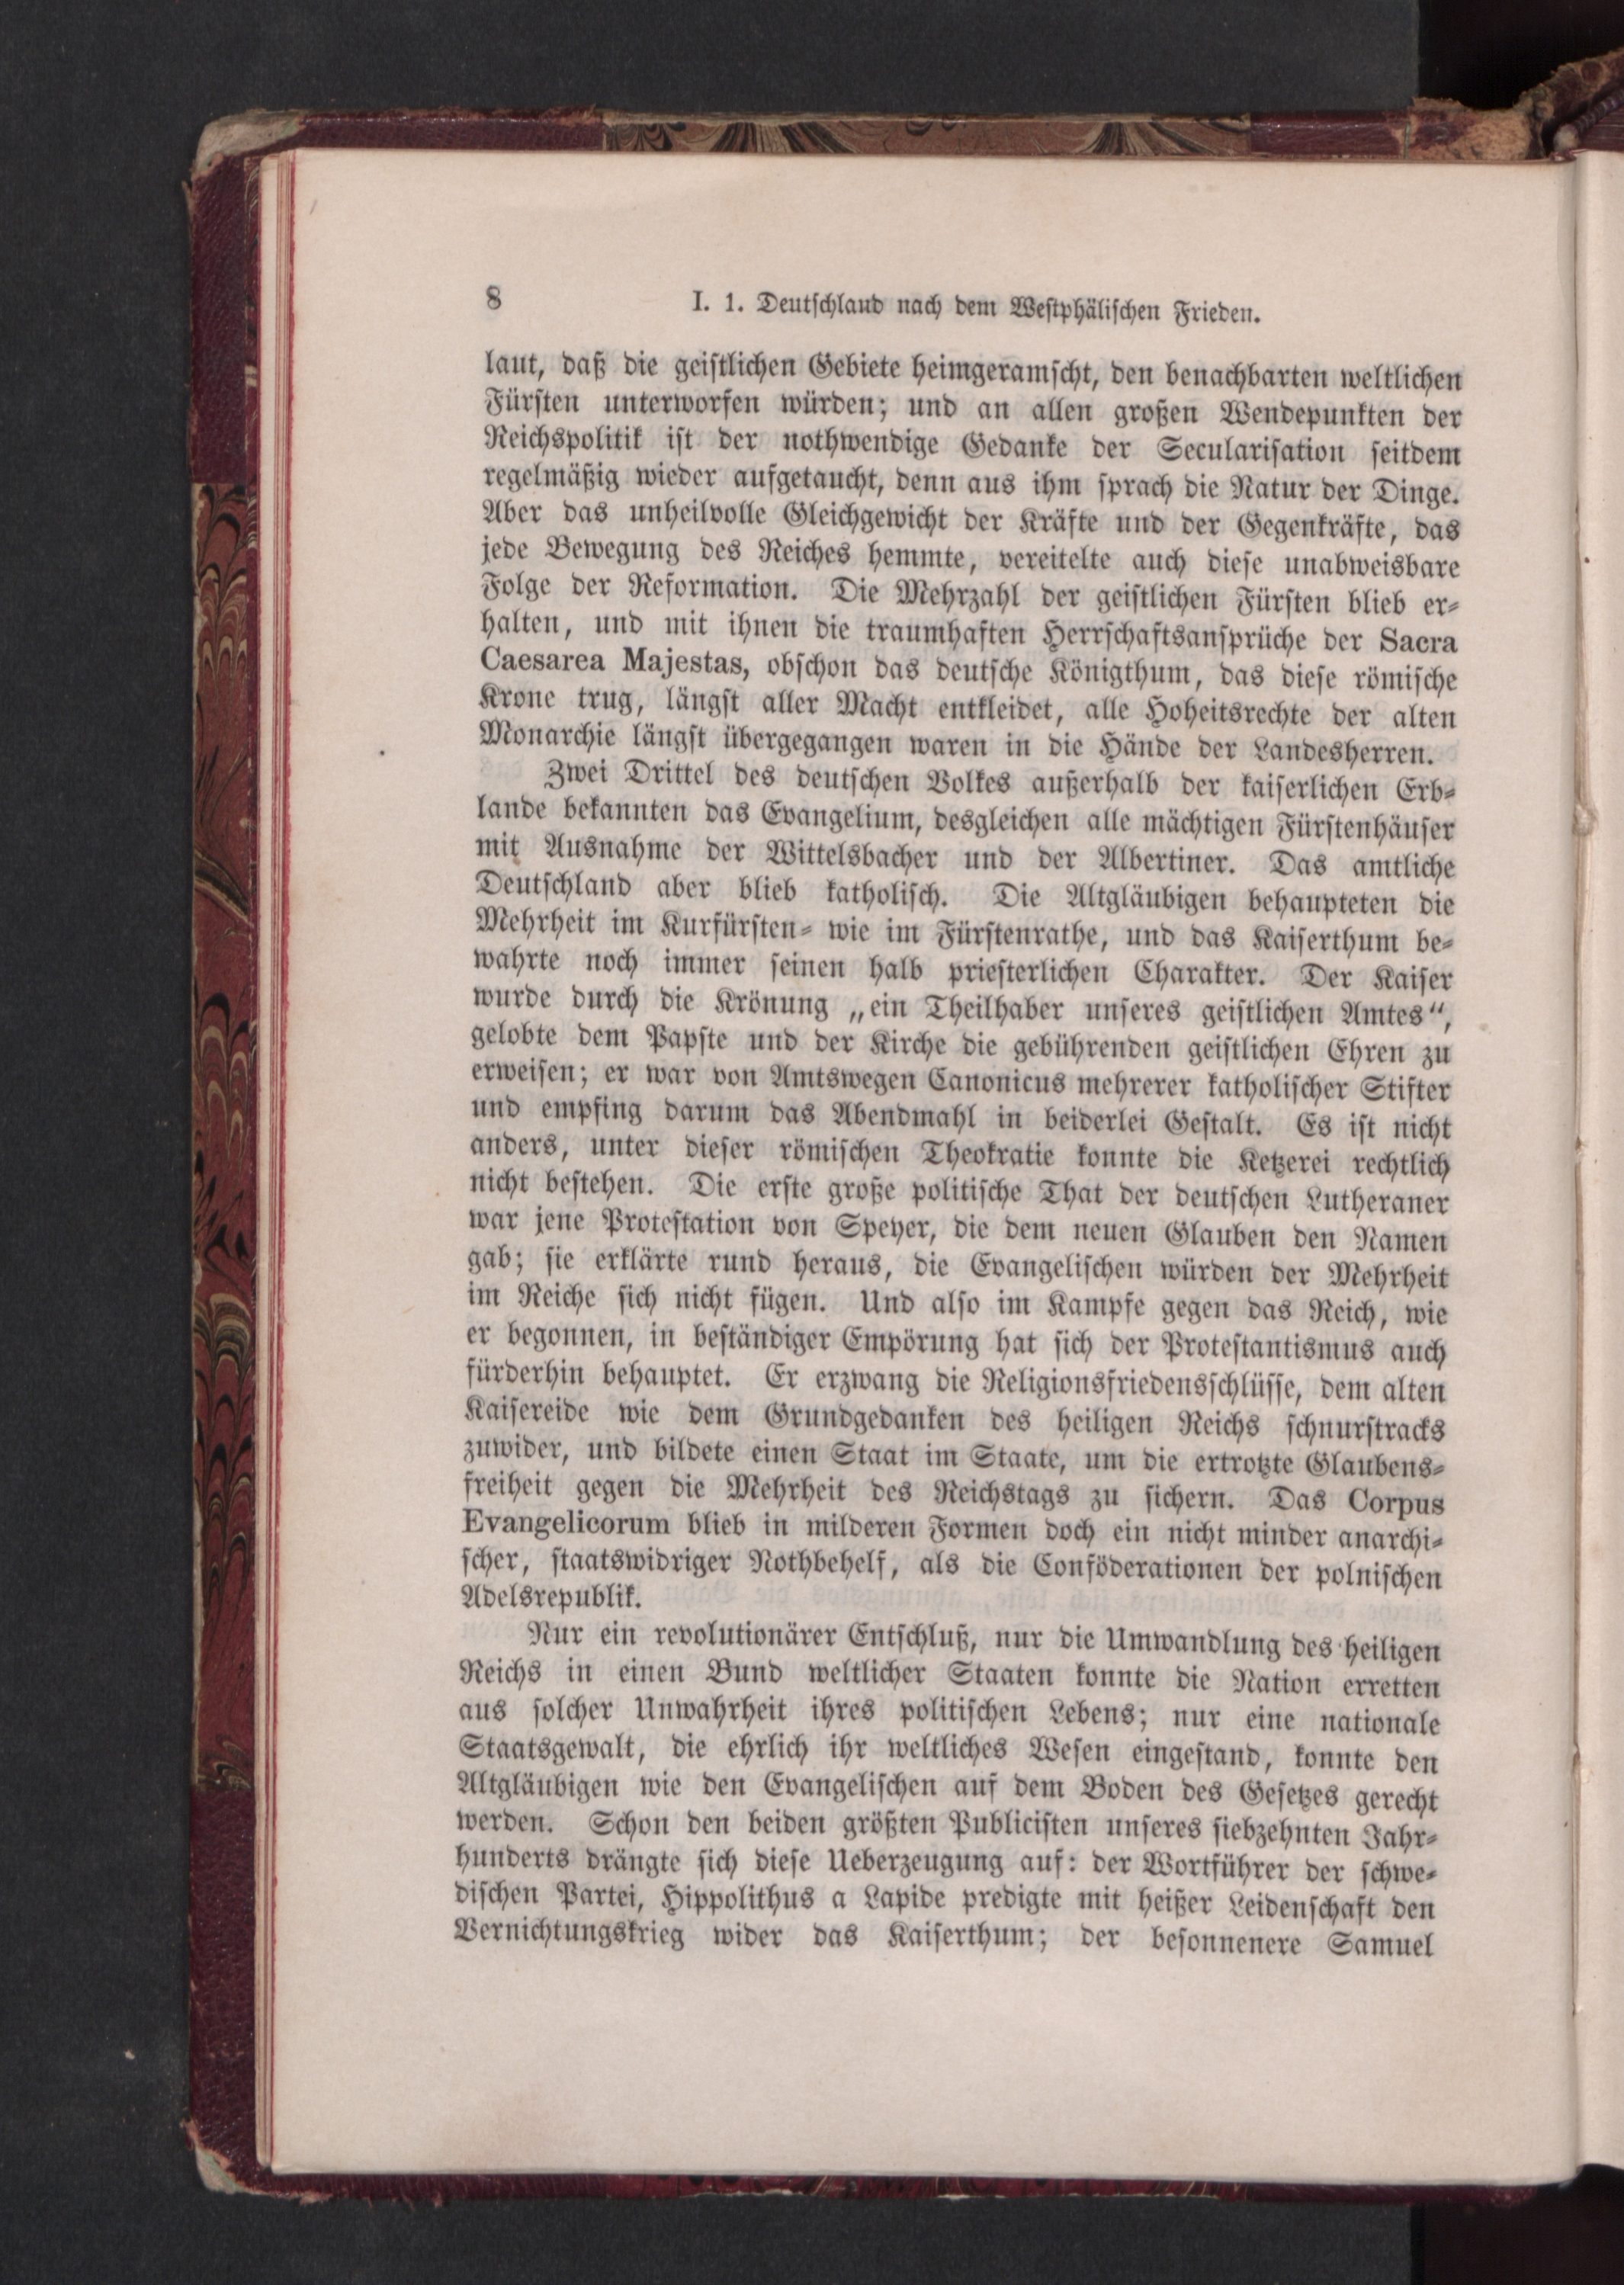 8 I. 1. Deutschland nach dem Westphälischen Frieden.
laut, daß die geistlichen Gebiete heimgeramscht, den benachbarten weltlichen
Fürsten unterworfen würden; und an allen großen Wendepunkten der
Reichspolitik ist der nothwendige Gedanke der Secularisation seitdem
regelmäßig wieder aufgetaucht, denn aus ihm sprach die Natur der Dinge.
Aber das unheilvolle Gleichgewicht der Kräfte und der Gegenkräfte, das
jede Bewegung des Reiches hemmte, vereitelte auch diese unabweisbare
Folge der Reformation. Die Mehrzahl der geistlichen Fürsten blieb er-
halten, und mit ihnen die traumhaften Herrschaftsansprüche der Sacra
Caesarea Majestas, obschon das deutsche Königthum, das diese römische
Krone trug, längst aller Macht entkleidet, alle Hoheitsrechte der alten
Monarchie längst übergegangen waren in die Hände der Landesherren.
Zwei Drittel des deutschen Volkes außerhalb der kaiserlichen Erb-
lande bekannten das Evangelium, desgleichen alle mächtigen Fürstenhäuser
mit Ausnahme der Wittelsbacher und der Albertiner. Das amtliche
Deutschland aber blieb katholisch. Die Altgläubigen behaupteten die
Mehrheit im Kurfürsten- wie im Fürstenrathe, und das Kaiserthum be-
wahrte noch immer seinen halb priesterlichen Charakter. Der Kaiser
wurde durch die Krönung „ein Theilhaber unseres geistlichen Amtes“,
gelobte dem Papste und der Kirche die gebührenden geistlichen Ehren zu
erweisen; er war von Amtswegen Canonicus mehrerer katholischer Stifter
und empfing darum das Abendmahl in beiderlei Gestalt. Es ist nicht
anders, unter dieser römischen Theokratie konnte die Ketzerei rechtlich
nicht bestehen. Die erste große politische That der deutschen Lutheraner
war jene Protestation von Speyer, die dem neuen Glauben den Namen
gab; sie erklärte rund heraus, die Evangelischen würden der Mehrheit
im Reiche sich nicht fügen. Und also im Kampfe gegen das Reich, wie
er begonnen, in beständiger Empörung hat sich der Protestantismus auch
fürderhin behauptet. Er erzwang die Religionsfriedensschlüsse, dem alten
Kaisereide wie dem Grundgedanken des heiligen Reichs schnurstracks
zuwider, und bildete einen Staat im Staate, um die ertrotzte Glaubens-
freiheit gegen die Mehrheit des Reichstags zu sichern. Das Corpus
Evangelicorum blieb in milderen Formen doch ein nicht minder anarchi-
scher, staatswidriger Nothbehelf, als die Conföderationen der polnischen
Adelsrepublik.
Nur ein revolutionärer Entschluß, nur die Umwandlung des heiligen
Reichs in einen Bund weltlicher Staaten konnte die Nation erretten
aus solcher Unwahrheit ihres politischen Lebens; nur eine nationale
Staatsgewalt, die ehrlich ihr weltliches Wesen eingestand, konnte den
Altgläubigen wie den Evangelischen auf dem Boden des Gesetzes gerecht
werden. Schon den beiden größten Publicisten unseres siebzehnten Jahr-
hunderts drängte sich diese Ueberzeugung auf: der Wortführer der schwe-
dischen Partei, Hippolithus a Lapide predigte mit heißer Leidenschaft den
Vernichtungskrieg wider das Kaiserthum; der besonnenere Samuel